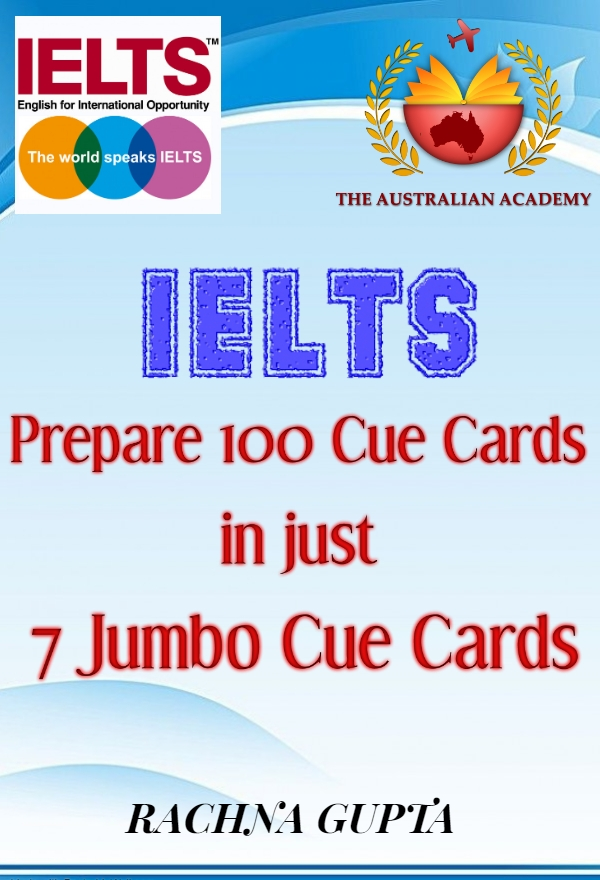 IELTS™
English for International Opportunity
The world speaks IELTS
THE AUSTRALIAN ACADEMY
IELTS
Prepare 100 Cue Cards
in just
7 Jumbo Cue Cards
RACHNA GUPTA